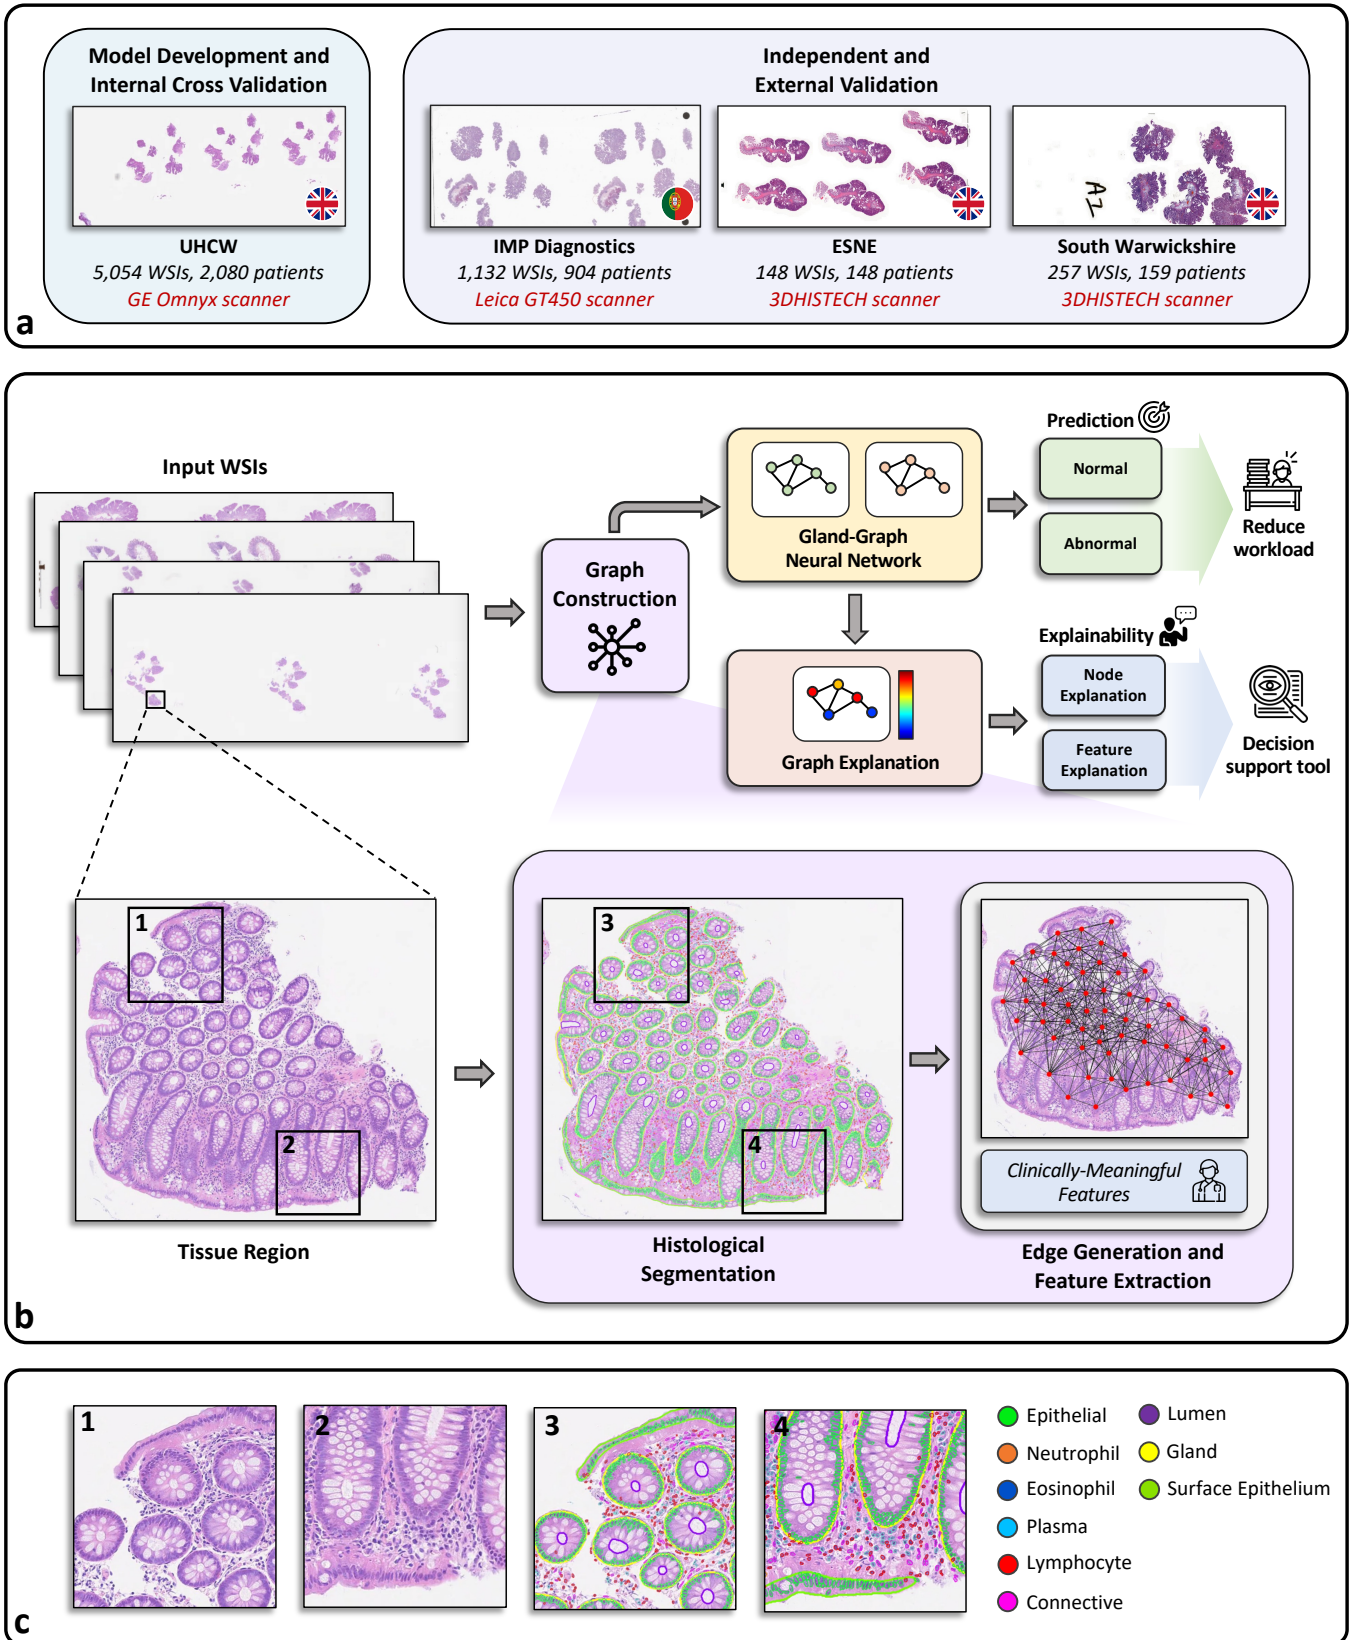 Model Development and
Internal Cross Validation
UHCW
5,054 WSIs, 2,080 patients
GE Omnyx scanner
Independent and
External Validation
A1
IMP Diagnostics
1,132 WSIs, 904 patients
Leica GT450 scanner
ESNE
148 WSIs, 148 patients
3DHISTECH scanner
South Warwickshire
257 WSIs, 159 patients
3DHISTECH scanner
a
Input WSIs
Graph
Construction
Gland-Graph
Neural Network
Prediction
Normal
Abnormal
Reduce
workload
Graph Explanation
Explainability
Node
Explanation
Feature
Explanation
Decision
support tool
1
2
Tissue Region
3
4
Histological
Segmentation
Clinically-Meaningful
Features
Edge Generation and
Feature Extraction
b
1
2
3
4
Epithelial
Neutrophil
Eosinophil
Plasma
Lymphocyte
Connective
Lumen
Gland
Surface Epithelium
c